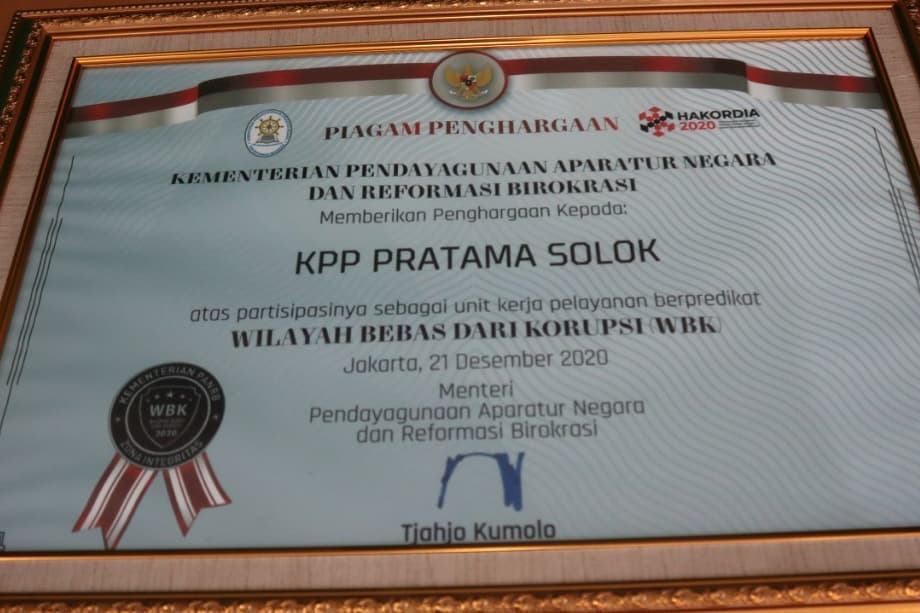 PIAGAM PENGHARGAAN
HAKORDIA
2020
KEMENTERIAN PENDAYAGUNAAN APARATUR NEGARA
DAN REFORMASI BIROKRASI
Memberikan Penghargaan Kepada:
KPP PRATAMA SOLOK
atas partisipasinya sebagai unit kerja pelayanan berpredikat
WILAYAH BEBAS DARI KORUPSI (WBK)
Jakarta, 21 Desember 2020
Menteri
Pendayagunaan Aparatur Negara
dan Reformasi Birokrasi
Tjahjo Kumolo
KEMENTERIAN PANRB
WBK
2020
ZONA INTEGRITAS